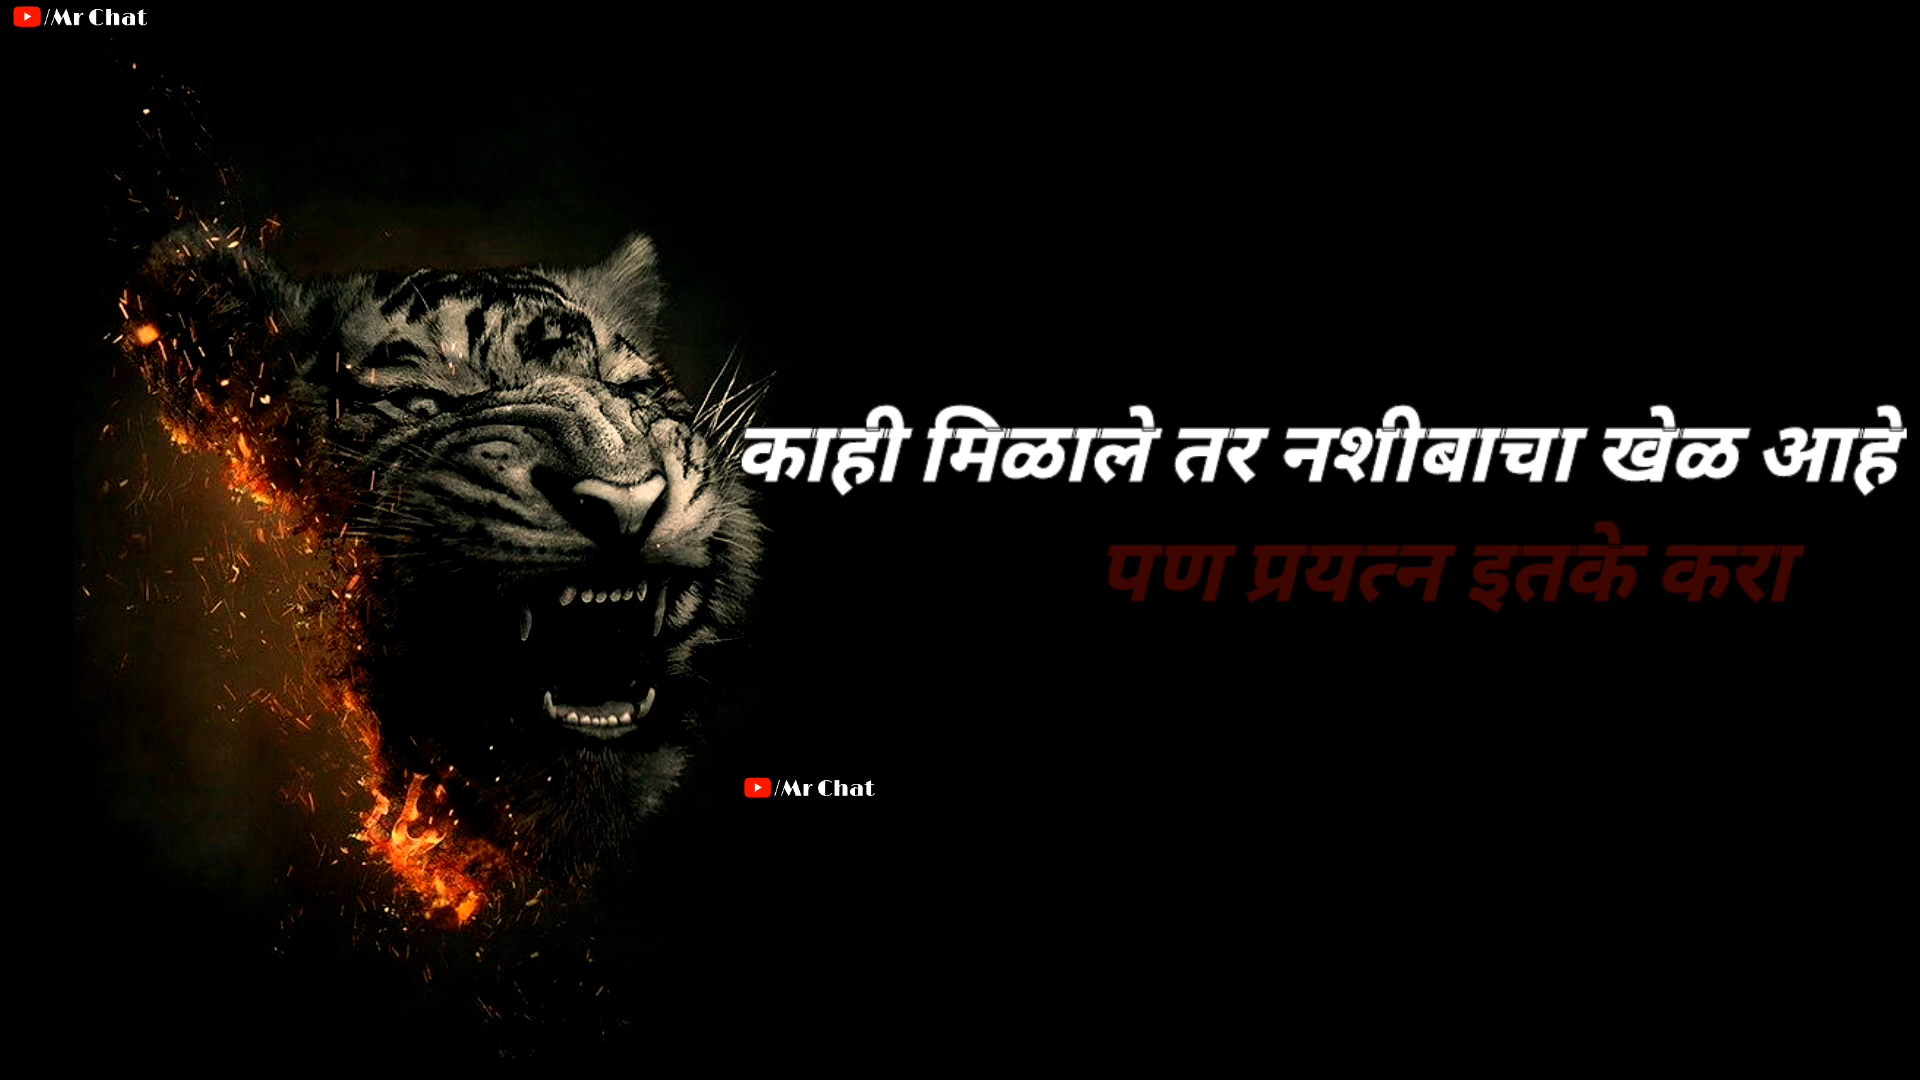 /Mr Chat
काही मिळाले तर नशीबाचा खेळ आहे
पण प्रयत्न इतके करा
/Mr Chat